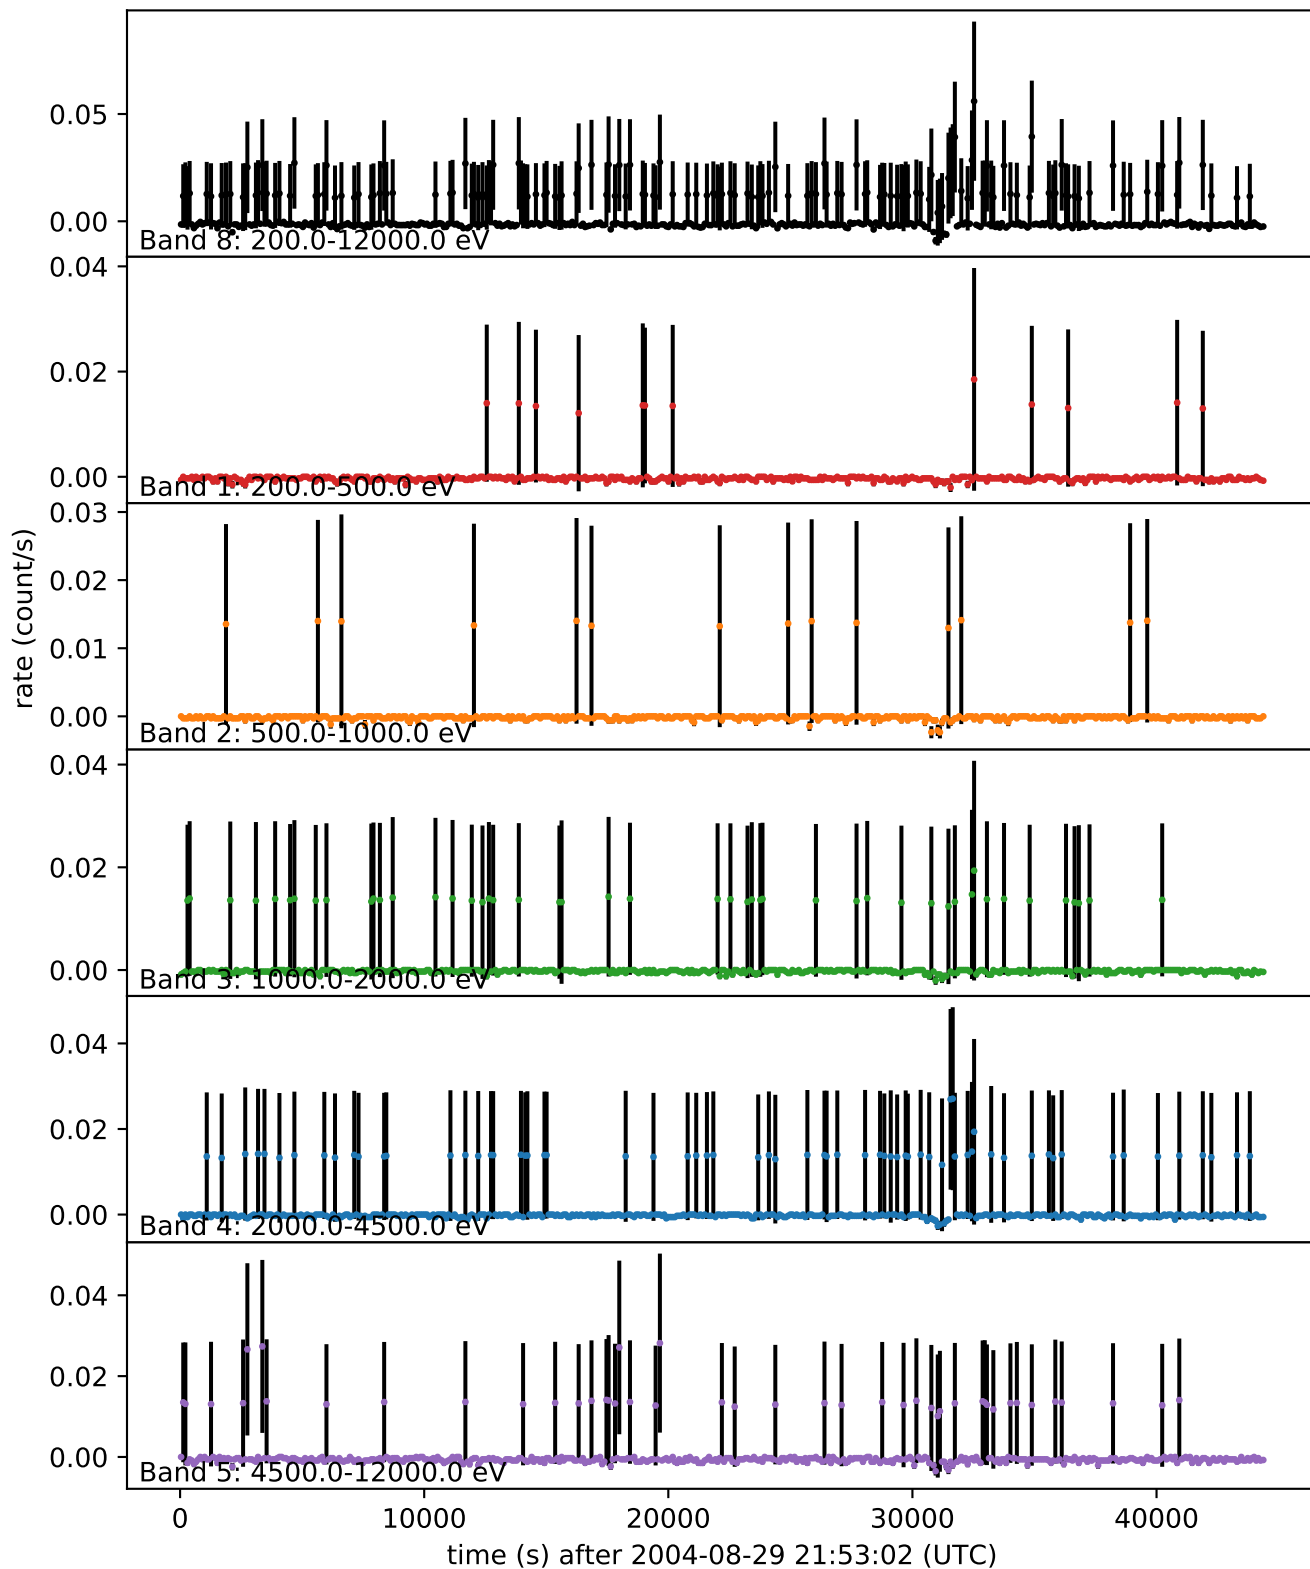 0.05
0.00
Band 8: 200.0-12000.0 eV
0.04
0.02
0.00
Band 1: 200.0-500.0 eV
0.03
0.02
0.01
0.00
Band 2: 500.0-1000.0 eV
rate (count/s)
0.04
0.02
0.00
Band 3: 1000.0-2000.0 eV
0.04
0.02
0.00
Band 4: 2000.0-4500.0 eV
0.04
0.02
0.00
Band 5: 4500.0-12000.0 eV
0 10000 20000 30000 40000
time (s) after 2004-08-29 21:53:02 (UTC)